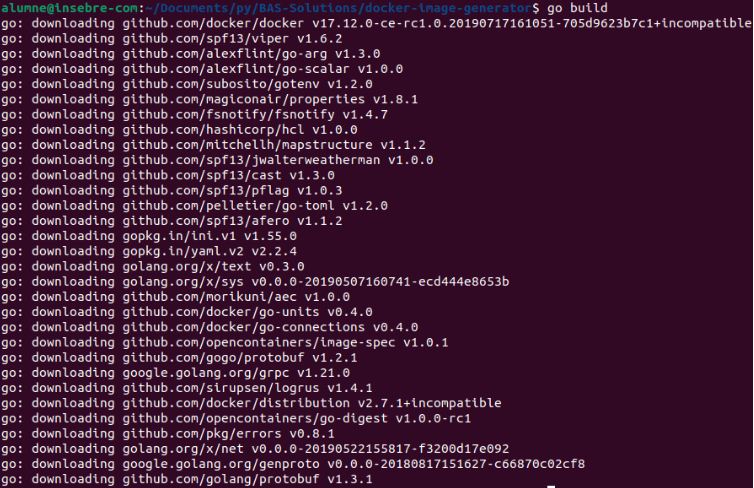 alumne@insebre-com:~/Documents/py/BAS-Solutions/docker-image-generator$ go build
go: downloading github.com/docker/docker v17.12.0-ce-rc1.0.20190717161051-705d9623b7c1+incompatible
go: downloading github.com/spf13/viper v1.6.2
go: downloading github.com/alexflint/go-arg v1.3.0
go: downloading github.com/alexflint/go-scalar v1.0.0
go: downloading github.com/subosito/gotenv v1.2.0
go: downloading github.com/magiconair/properties v1.8.1
go: downloading github.com/fsnotify/fsnotify v1.4.7
go: downloading github.com/hashicorp/hcl v1.0.0
go: downloading github.com/mitchellh/mapstructure v1.1.2
go: downloading github.com/spf13/jwalterweatherman v1.0.0
go: downloading github.com/spf13/cast v1.3.0
go: downloading github.com/spf13/pflag v1.0.3
go: downloading github.com/pelletier/go-toml v1.2.0
go: downloading github.com/spf13/afero v1.1.2
go: downloading gopkg.in/ini.v1 v1.55.0
go: downloading gopkg.in/yaml.v2 v2.2.4
go: downloading golang.org/x/text v0.3.0
go: downloading golang.org/x/sys v0.0.0-20190507160741-ecd444e8653b
go: downloading github.com/morikuni/aec v1.0.0
go: downloading github.com/docker/go-units v0.4.0
go: downloading github.com/docker/go-connections v0.4.0
go: downloading github.com/opencontainers/image-spec v1.0.1
go: downloading github.com/gogo/protobuf v1.2.1
go: downloading google.golang.org/grpc v1.21.0
go: downloading github.com/sirupsen/logrus v1.4.1
go: downloading github.com/docker/distribution v2.7.1+incompatible
go: downloading github.com/opencontainers/go-digest v1.0.0-rc1
go: downloading github.com/pkg/errors v0.8.1
go: downloading golang.org/x/net v0.0.0-20190522155817-f3200d17e092
go: downloading google.golang.org/genproto v0.0.0-20180817151627-c66870c02cf8
go: downloading github.com/golang/protobuf v1.3.1